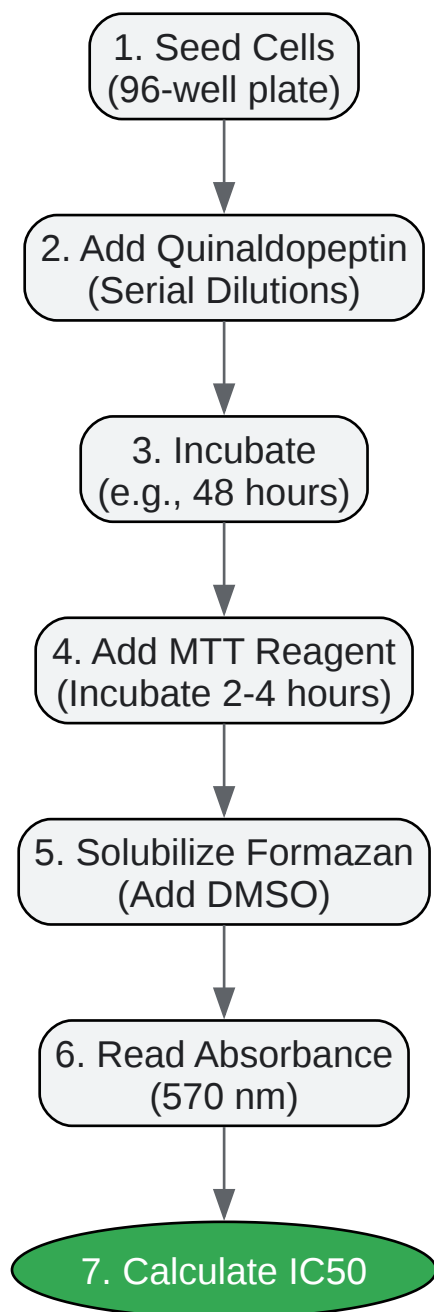 1. Seed Cells
(96-well plate)
2. Add Quinaldopeptin
(Serial Dilutions)
3. Incubate
(e.g., 48 hours)
4. Add MTT Reagent
(Incubate 2-4 hours)
5. Solubilize Formazan
(Add DMSO)
6. Read Absorbance
(570 nm)
7. Calculate IC50